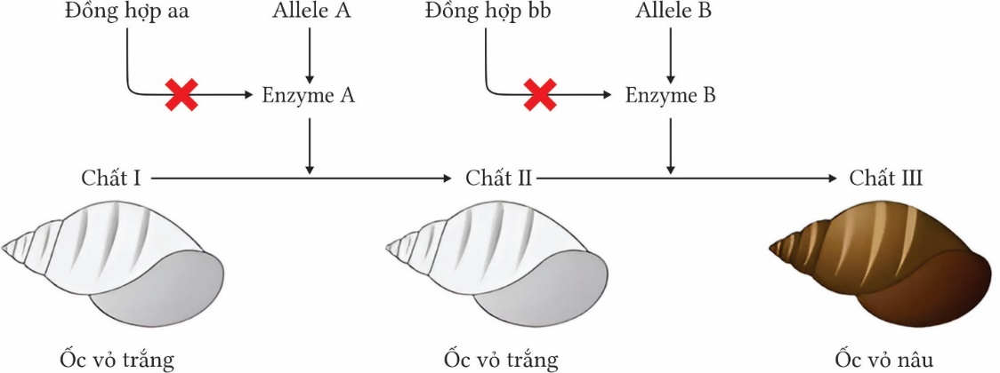 Đồng hợp aa Allele A Đồng hợp bb Allele B
Enzyme A Enzyme B
Chất I Chất II Chất III
Ốc vỏ trắng Ốc vỏ trắng Ốc vỏ nâu